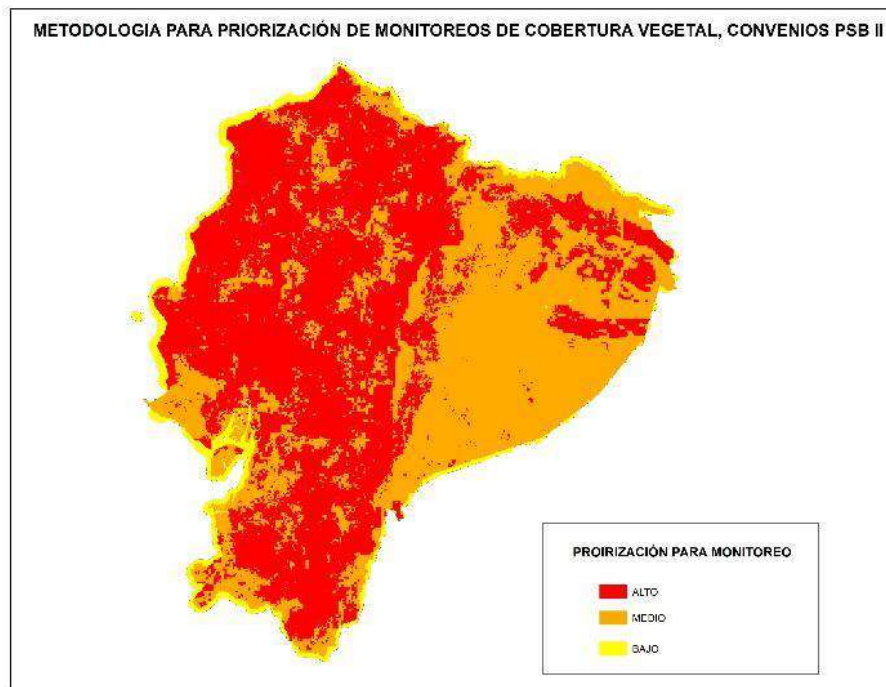 METODOLOGIA PARA PRIORIZACIÓN DE MONITOREOS DE COBERTURA VEGETAL, CONVENIOS PSB II
PROIRIZACIÓN PARA MONITOREO
ALTO
MEDIO
BAJO